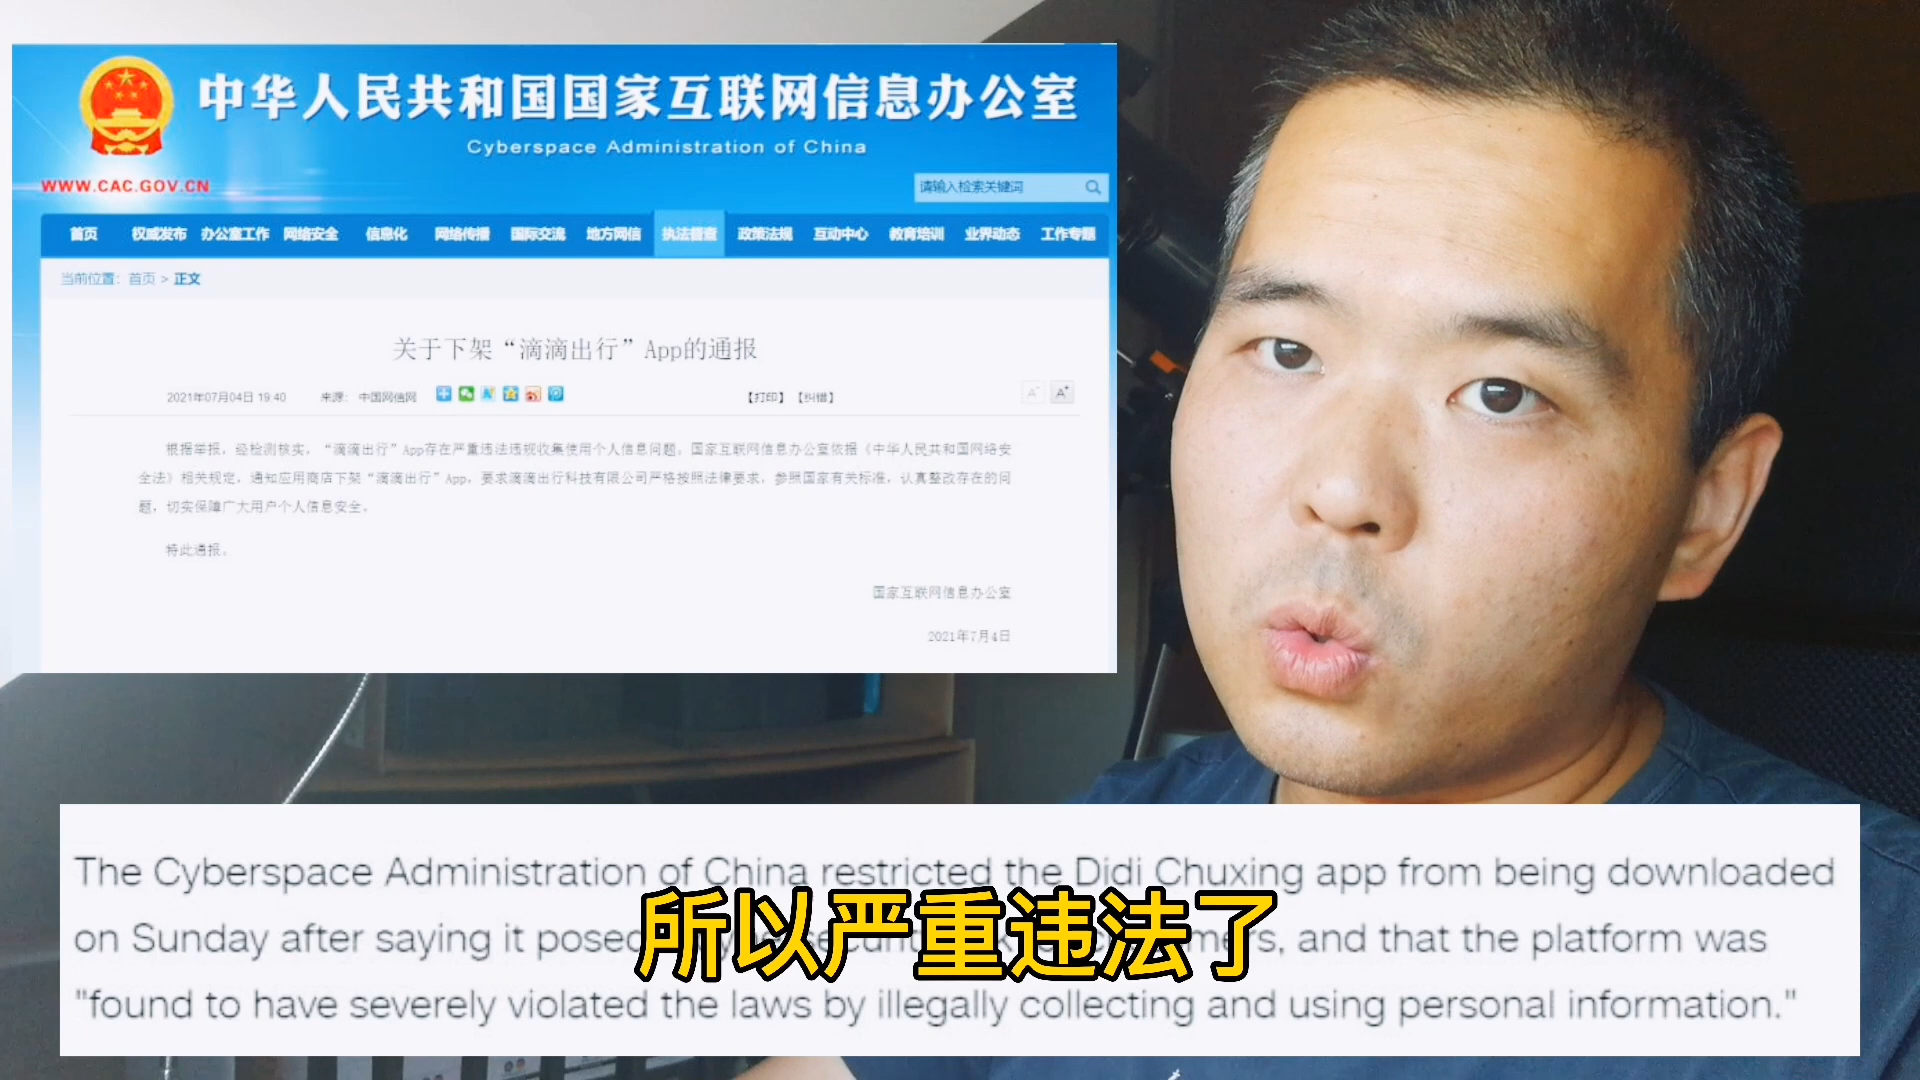 中华人民共和国国家互联网信息办公室
Cyberspace Administration of China
WWW.CAC.GOV.CN
请输入检索关键词
首页 权威发布 办公室工作 网络安全 信息化 网络传播 国际交流 地方网信 执法督查 政策法规 互动中心 教育培训 业界动态 工作专题
当前位置： 首页 > 正文
关于下架“滴滴出行”App的通报
2021年07月04日 19:40 来源： 中国网信网 【打印】 【纠错】 A- A+
根据举报，经检测核实，“滴滴出行”App存在严重违法违规收集使用个人信息问题。国家互联网信息办公室依据《中华人民共和国网络安
全法》相关规定，通知应用商店下架“滴滴出行”App，要求滴滴出行科技有限公司严格按照法律要求，参照国家有关标准，认真整改存在的问
题，切实保障广大用户个人信息安全。
特此通报。
国家互联网信息办公室
2021年7月4日
The Cyberspace Administration of China restricted the Didi Chuxing app from being downloaded
on Sunday after saying it posed and that the platform was
"found to have severely violated the laws by illegally collecting and using personal information."
所以严重违法了